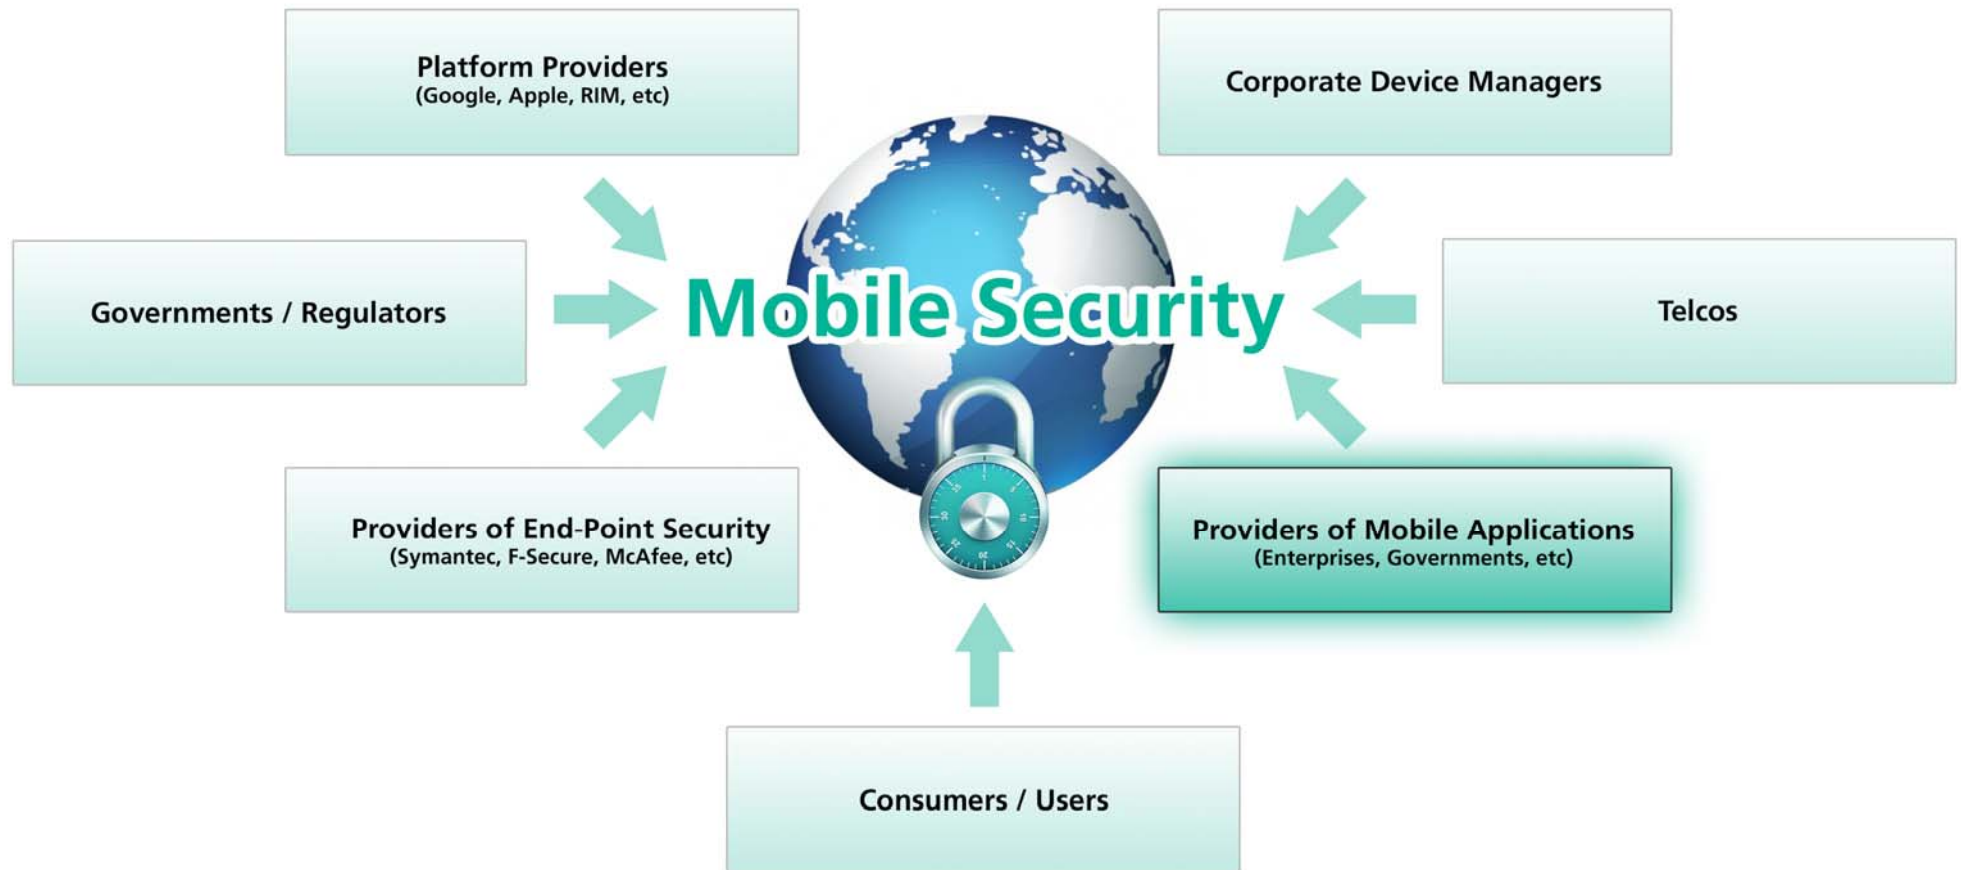 Platform Providers
(Google, Apple, RIM, etc)
Corporate Device Managers
Governments / Regulators
Mobile Security
Telcos
Providers of End-Point Security
(Symantec, F-Secure, McAfee, etc)
Providers of Mobile Applications
(Enterprises, Governments, etc)
Consumers / Users